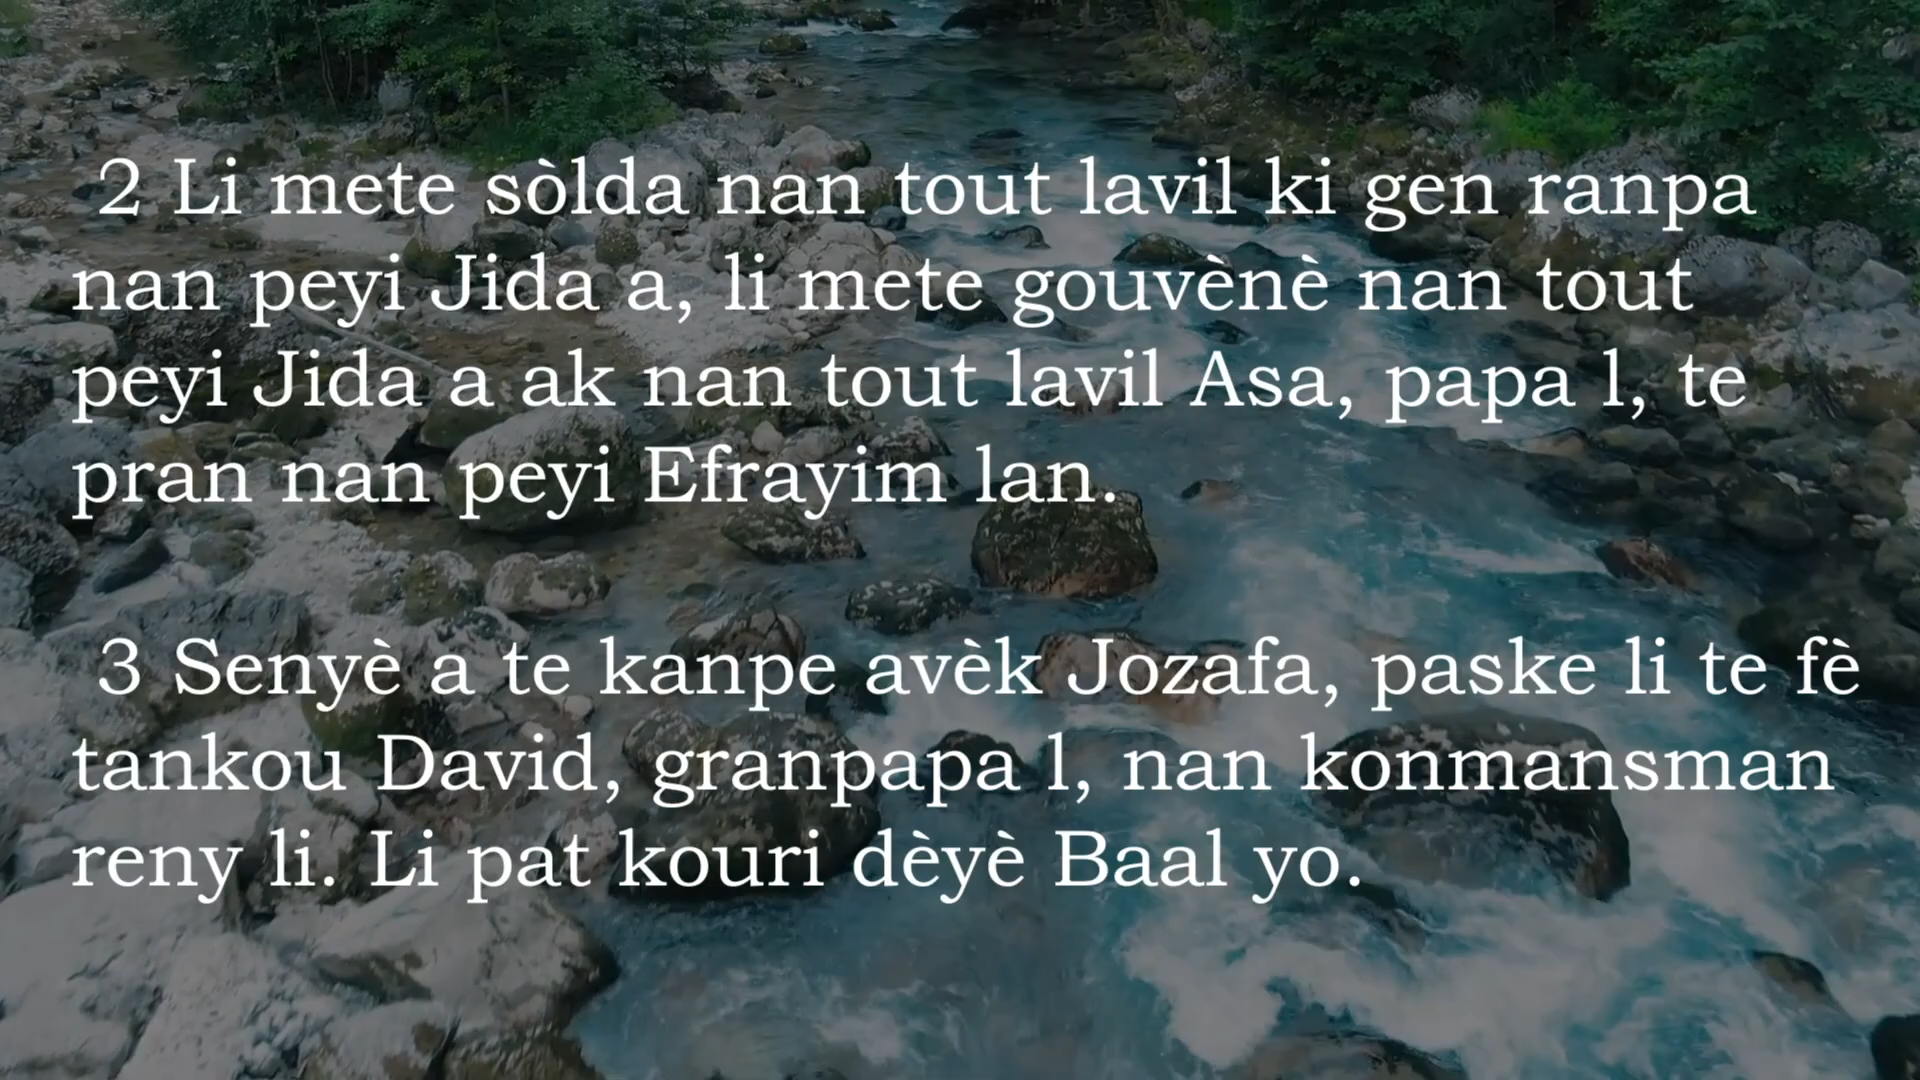 2 Li mete sòlda nan tout lavil ki gen ranpa
nan peyi Jida a, li mete gouvènè nan tout
peyi Jida a ak nan tout lavil Asa, papa l, te
pran nan peyi Efrayim lan.
3 Senyè a te kanpe avèk Jozafa, paske li te fè
tankou David, granpapa l, nan konmansman
reny li. Li pat kouri dèyè Baal yo.